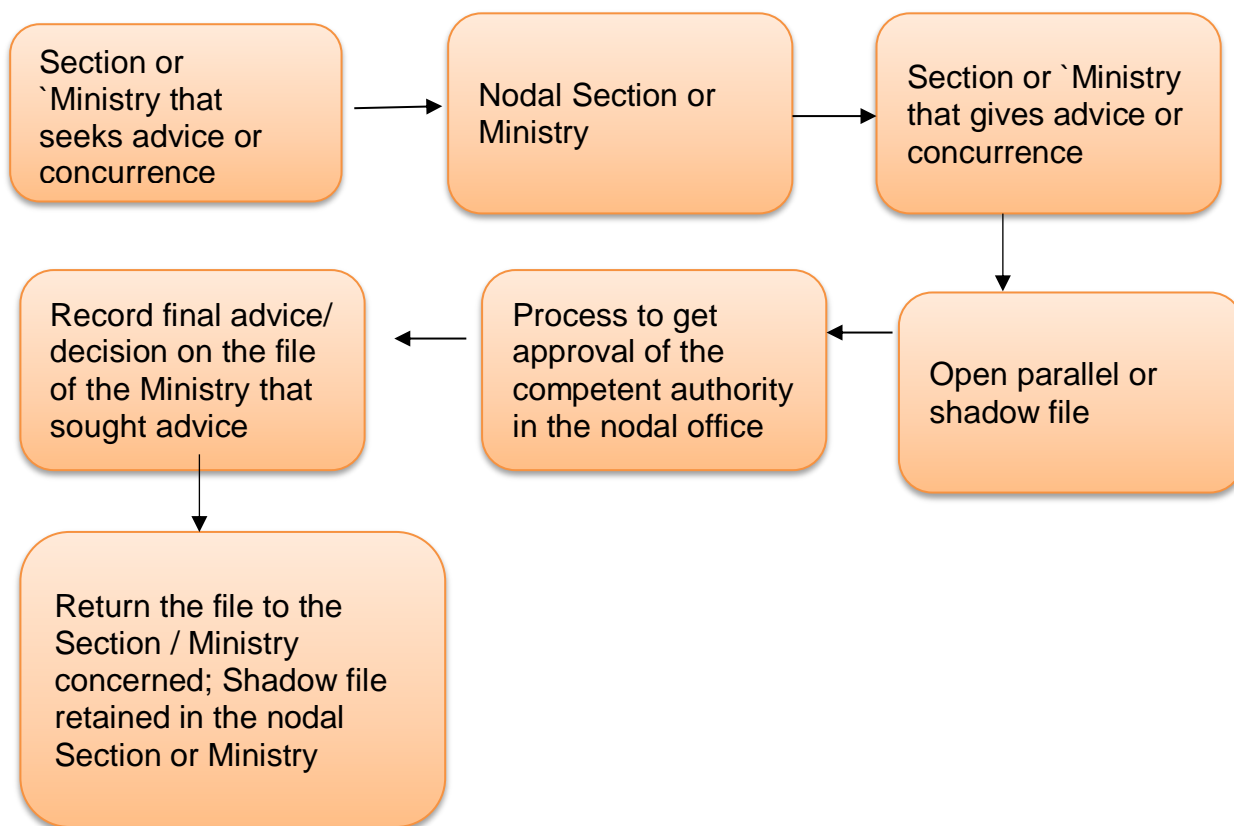 Section or
`Ministry that
seeks advice or
concurrence
Nodal Section or
Ministry
Section or `Ministry
that gives advice or
concurrence
Open parallel or
shadow file
Process to get
approval of the
competent authority
in the nodal office
Record final advice/
decision on the file
of the Ministry that
sought advice
Return the file to the
Section / Ministry
concerned; Shadow file
retained in the nodal
Section or Ministry